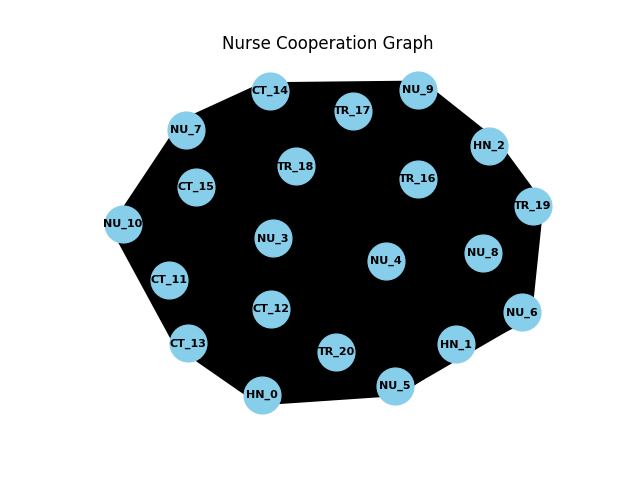 Nurse Cooperation Graph
CT_14
NU_9
TR_17
NU_7
HN_2
TR_18
TR_16
CT_15
TR_19
NU_10
NU_3
NU_8
NU_4
CT_11
CT_12
NU_6
CT_13
HN_1
TR_20
NU_5
HN_0